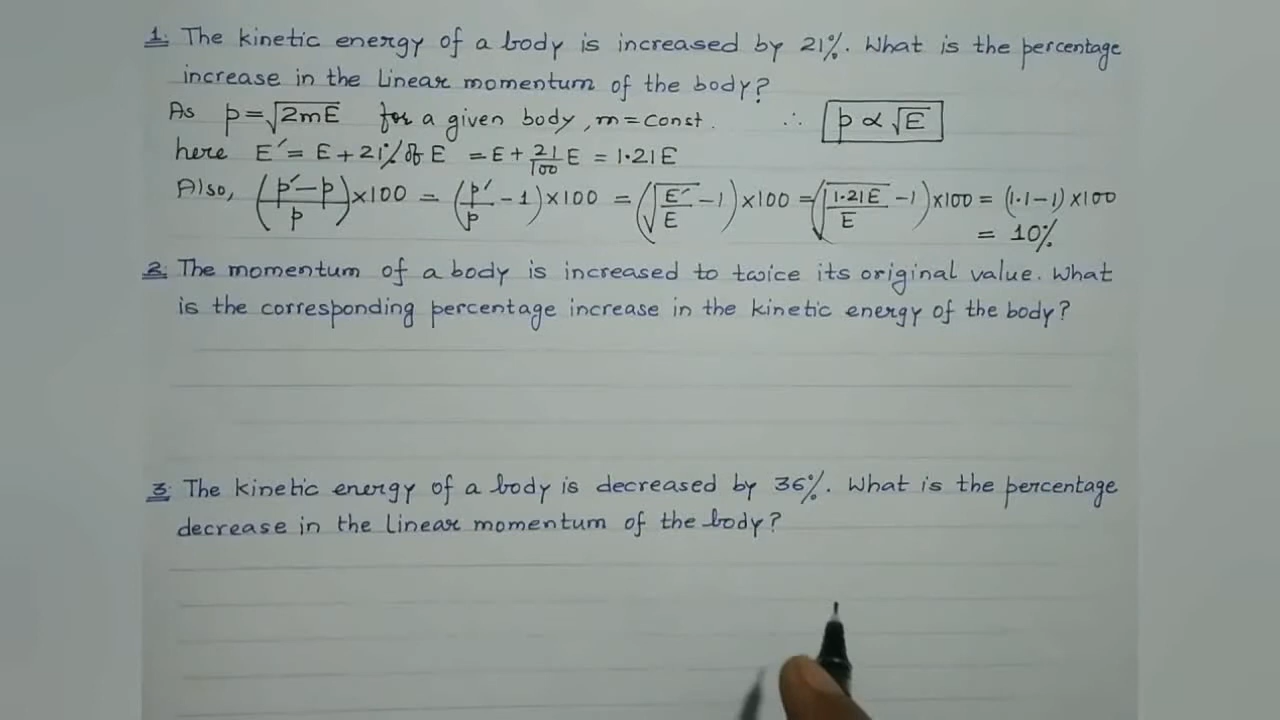 1. The kinetic energy of a body is increased by 21%. What is the percentage
increase in the Linear momentum of the body?
As p = √2mE for a given body, m = const. ∴ p ∝ √E
here E′ = E + 21% of E = E + 21/100 E = 1.21E
Also, (p′ − p / p) × 100 = (p′/p − 1) × 100 = (√E′/E − 1) × 100 = (√1.21E/E − 1) × 100 = (1.1 − 1) × 100
= 10%
2. The momentum of a body is increased to twice its original value. What
is the corresponding percentage increase in the kinetic energy of the body?
3. The kinetic energy of a body is decreased by 36%. What is the percentage
decrease in the Linear momentum of the body?